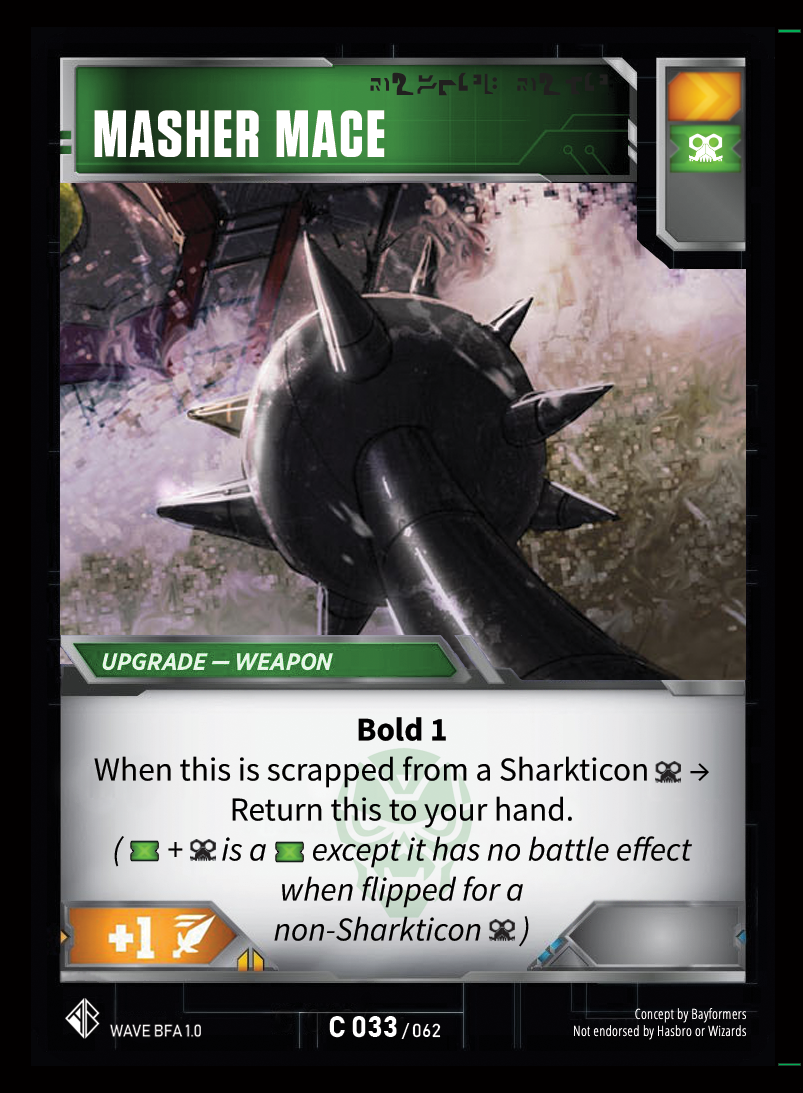 MASHER MACE
UPGRADE — WEAPON
Bold 1
When this is scrapped from a Sharkticon →
Return this to your hand.
( + is a except it has no battle effect
when flipped for a
non-Sharkticon )
+1
WAVE BFA 1.0
C 033/062
Concept by Bayformers
Not endorsed by Hasbro or Wizards